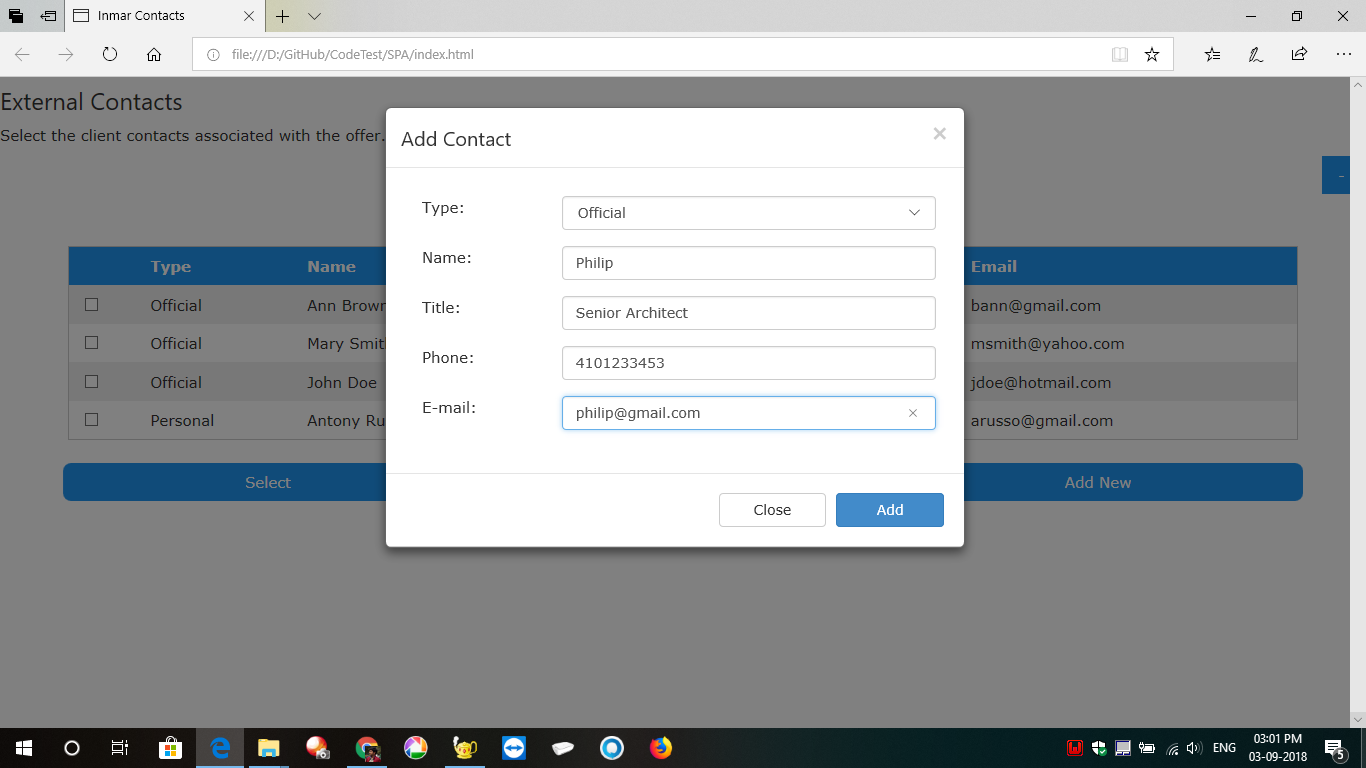 Inmar Contacts
file:///D:/GitHub/CodeTest/SPA/index.html
External Contacts
Select the client contacts associated with the offer.
-
Add Contact
Type:
Official
Name:
Philip
Title:
Senior Architect
Phone:
4101233453
E-mail:
philip@gmail.com
Close
Add
Type Name Email
Official Ann Brown bann@gmail.com
Official Mary Smit msmith@yahoo.com
Official John Doe jdoe@hotmail.com
Personal Antony Ru arusso@gmail.com
Select
Add New
ENG
03:01 PM
03-09-2018
5